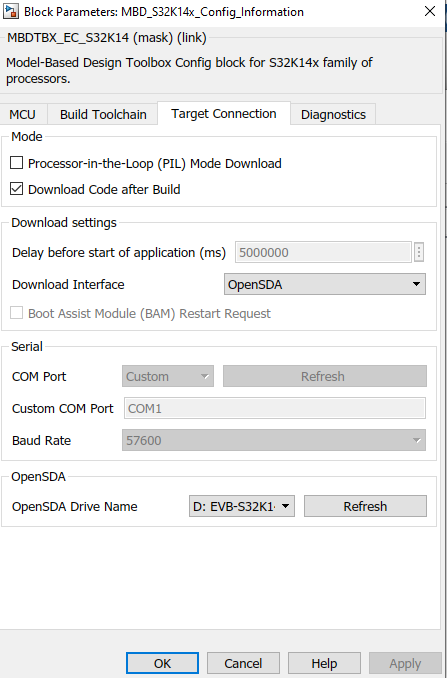 Block Parameters: MBD_S32K14x_Config_Information
MBDTBX_EC_S32K14 (mask) (link)
Model-Based Design Toolbox Config block for S32K14x family of
processors.
MCU Build Toolchain Target Connection Diagnostics
Mode
Processor-in-the-Loop (PIL) Mode Download
Download Code after Build
Download settings
Delay before start of application (ms) 5000000
Download Interface OpenSDA
Boot Assist Module (BAM) Restart Request
Serial
COM Port Custom Refresh
Custom COM Port COM1
Baud Rate 57600
OpenSDA
OpenSDA Drive Name D: EVB-S32K1 Refresh
OK Cancel Help Apply